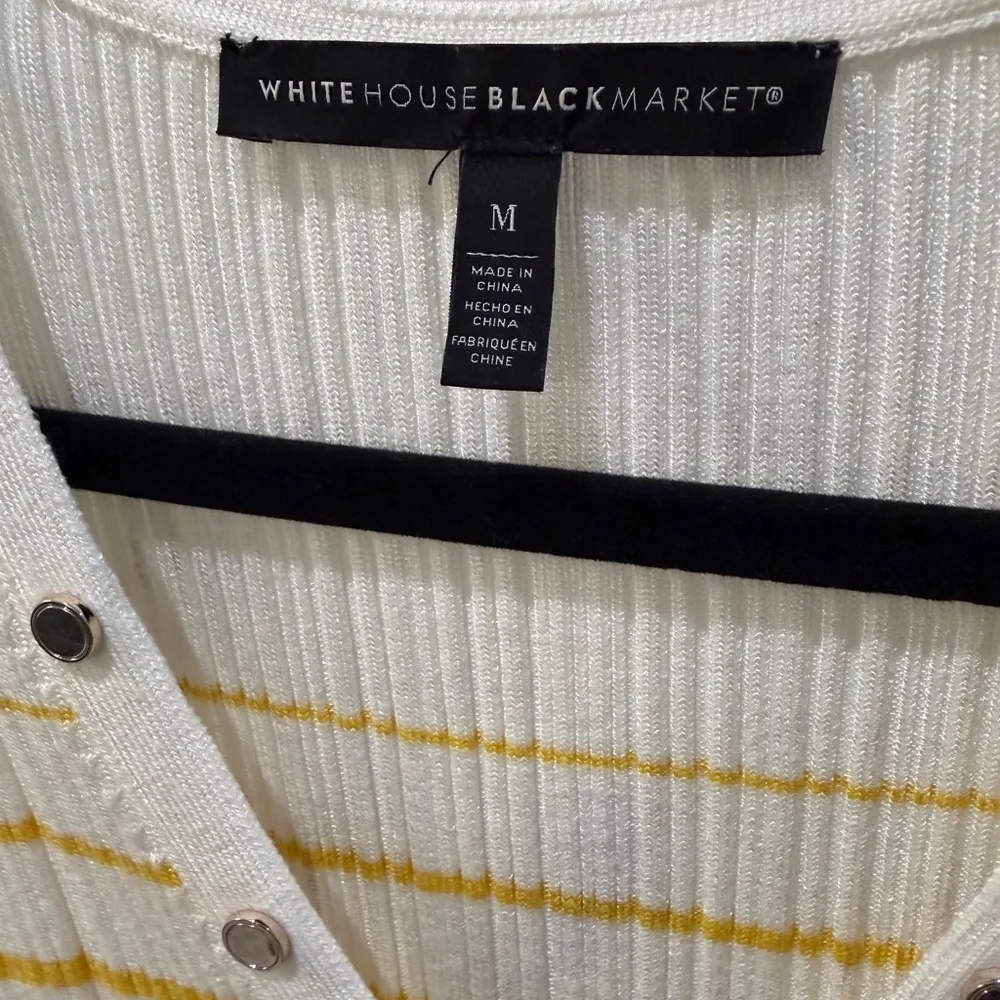 WHITE HOUSE BLACK MARKET®
M
MADE IN
CHINA
HECHO EN
CHINA
FABRIQUÉ EN
CHINE